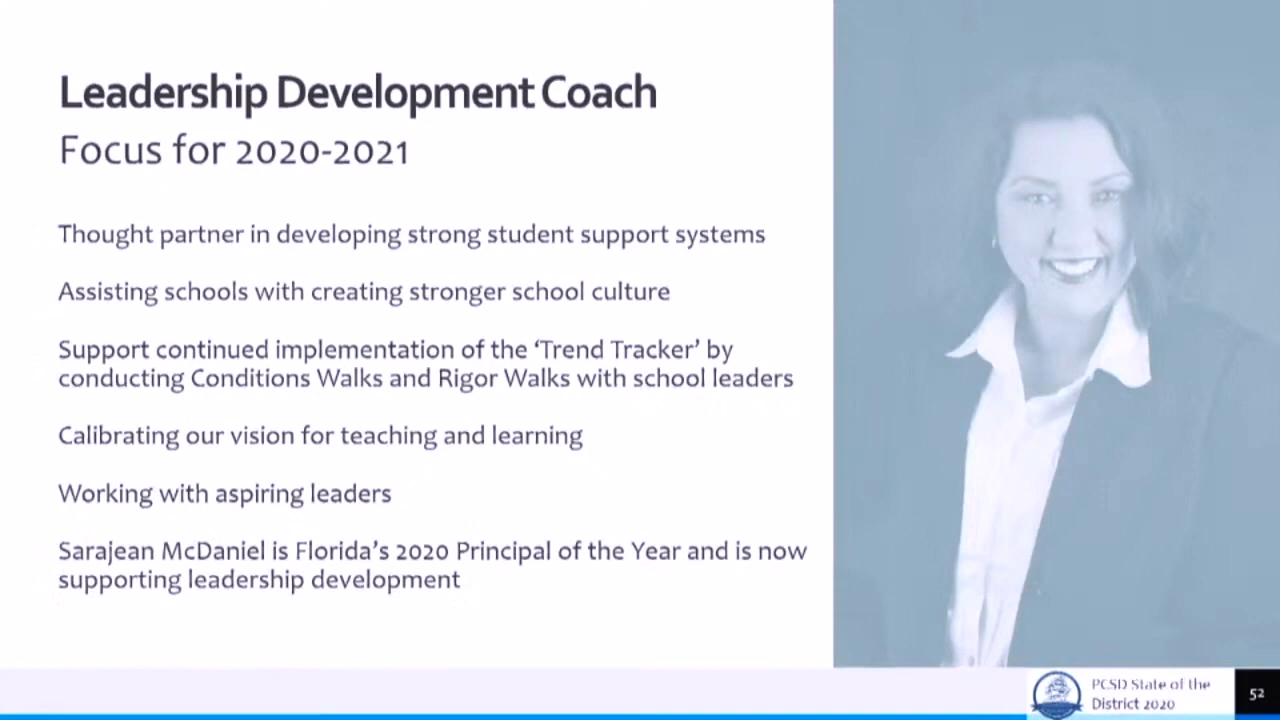 Leadership Development Coach
Focus for 2020-2021
Thought partner in developing strong student support systems
Assisting schools with creating stronger school culture
Support continued implementation of the ‘Trend Tracker’ by
conducting Conditions Walks and Rigor Walks with school leaders
Calibrating our vision for teaching and learning
Working with aspiring leaders
Sarajean McDaniel is Florida’s 2020 Principal of the Year and is now
supporting leadership development
PCSD State of the
District 2020
52